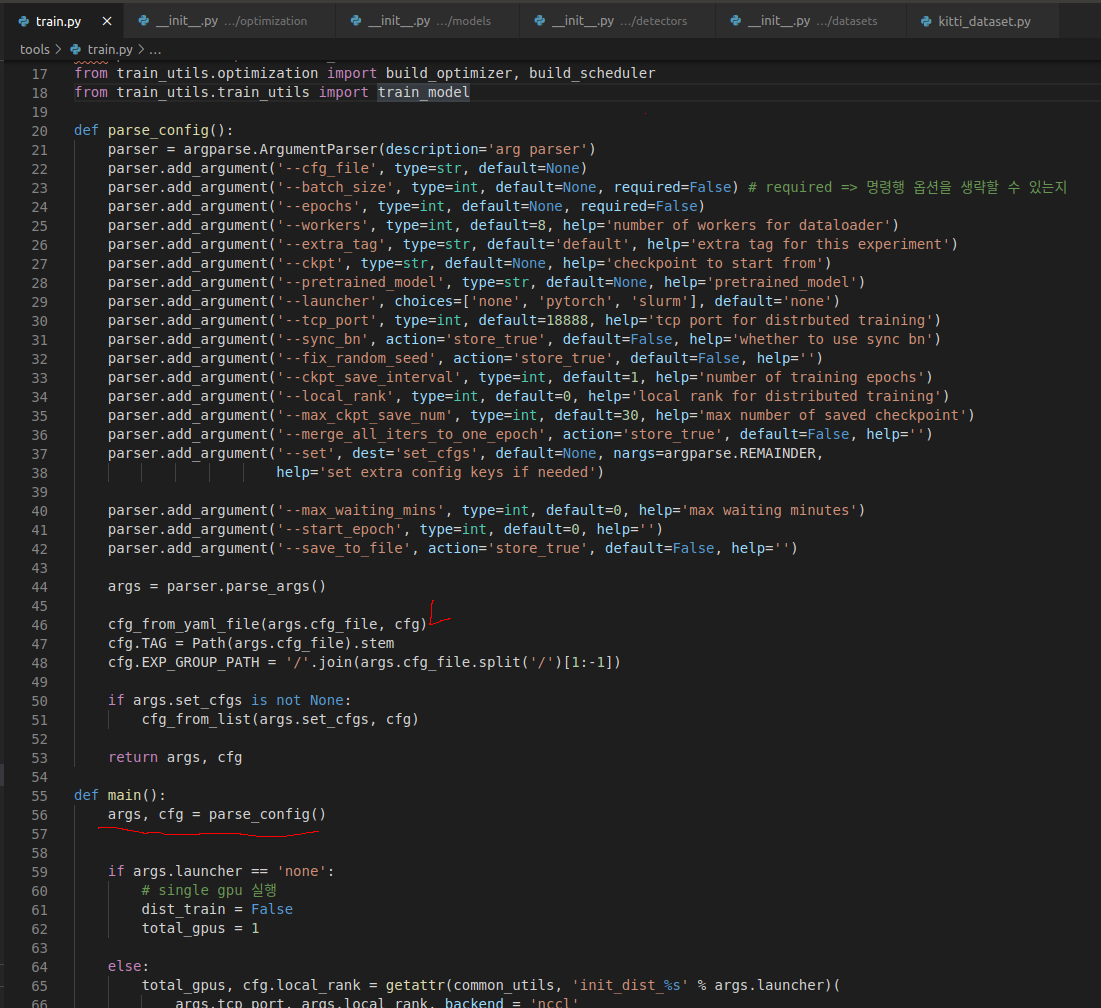 train.py × __init__.py .../optimization __init__.py .../models __init__.py .../detectors __init__.py .../datasets kitti_dataset.py
tools > train.py > ...
17 from train_utils.optimization import build_optimizer, build_scheduler
18 from train_utils.train_utils import train_model
19
20 def parse_config():
21     parser = argparse.ArgumentParser(description='arg parser')
22     parser.add_argument('--cfg_file', type=str, default=None)
23     parser.add_argument('--batch_size', type=int, default=None, required=False) # required => 명령행 옵션을 생략할 수 있는지
24     parser.add_argument('--epochs', type=int, default=None, required=False)
25     parser.add_argument('--workers', type=int, default=8, help='number of workers for dataloader')
26     parser.add_argument('--extra_tag', type=str, default='default', help='extra tag for this experiment')
27     parser.add_argument('--ckpt', type=str, default=None, help='checkpoint to start from')
28     parser.add_argument('--pretrained_model', type=str, default=None, help='pretrained_model')
29     parser.add_argument('--launcher', choices=['none', 'pytorch', 'slurm'], default='none')
30     parser.add_argument('--tcp_port', type=int, default=18888, help='tcp port for distrbuted training')
31     parser.add_argument('--sync_bn', action='store_true', default=False, help='whether to use sync bn')
32     parser.add_argument('--fix_random_seed', action='store_true', default=False, help='')
33     parser.add_argument('--ckpt_save_interval', type=int, default=1, help='number of training epochs')
34     parser.add_argument('--local_rank', type=int, default=0, help='local rank for distributed training')
35     parser.add_argument('--max_ckpt_save_num', type=int, default=30, help='max number of saved checkpoint')
36     parser.add_argument('--merge_all_iters_to_one_epoch', action='store_true', default=False, help='')
37     parser.add_argument('--set', dest='set_cfgs', default=None, nargs=argparse.REMAINDER,
38                         help='set extra config keys if needed')
39
40     parser.add_argument('--max_waiting_mins', type=int, default=0, help='max waiting minutes')
41     parser.add_argument('--start_epoch', type=int, default=0, help='')
42     parser.add_argument('--save_to_file', action='store_true', default=False, help='')
43
44     args = parser.parse_args()
45
46     cfg_from_yaml_file(args.cfg_file, cfg)
47     cfg.TAG = Path(args.cfg_file).stem
48     cfg.EXP_GROUP_PATH = '/'.join(args.cfg_file.split('/')[1:-1])
49
50     if args.set_cfgs is not None:
51         cfg_from_list(args.set_cfgs, cfg)
52
53     return args, cfg
54
55 def main():
56     args, cfg = parse_config()
57
58
59     if args.launcher == 'none':
60         # single gpu 실행
61         dist_train = False
62         total_gpus = 1
63
64     else:
65         total_gpus, cfg.local_rank = getattr(common_utils, 'init_dist_%s' % args.launcher)(
66             args.tcp_port, args.local_rank, backend = 'nccl'